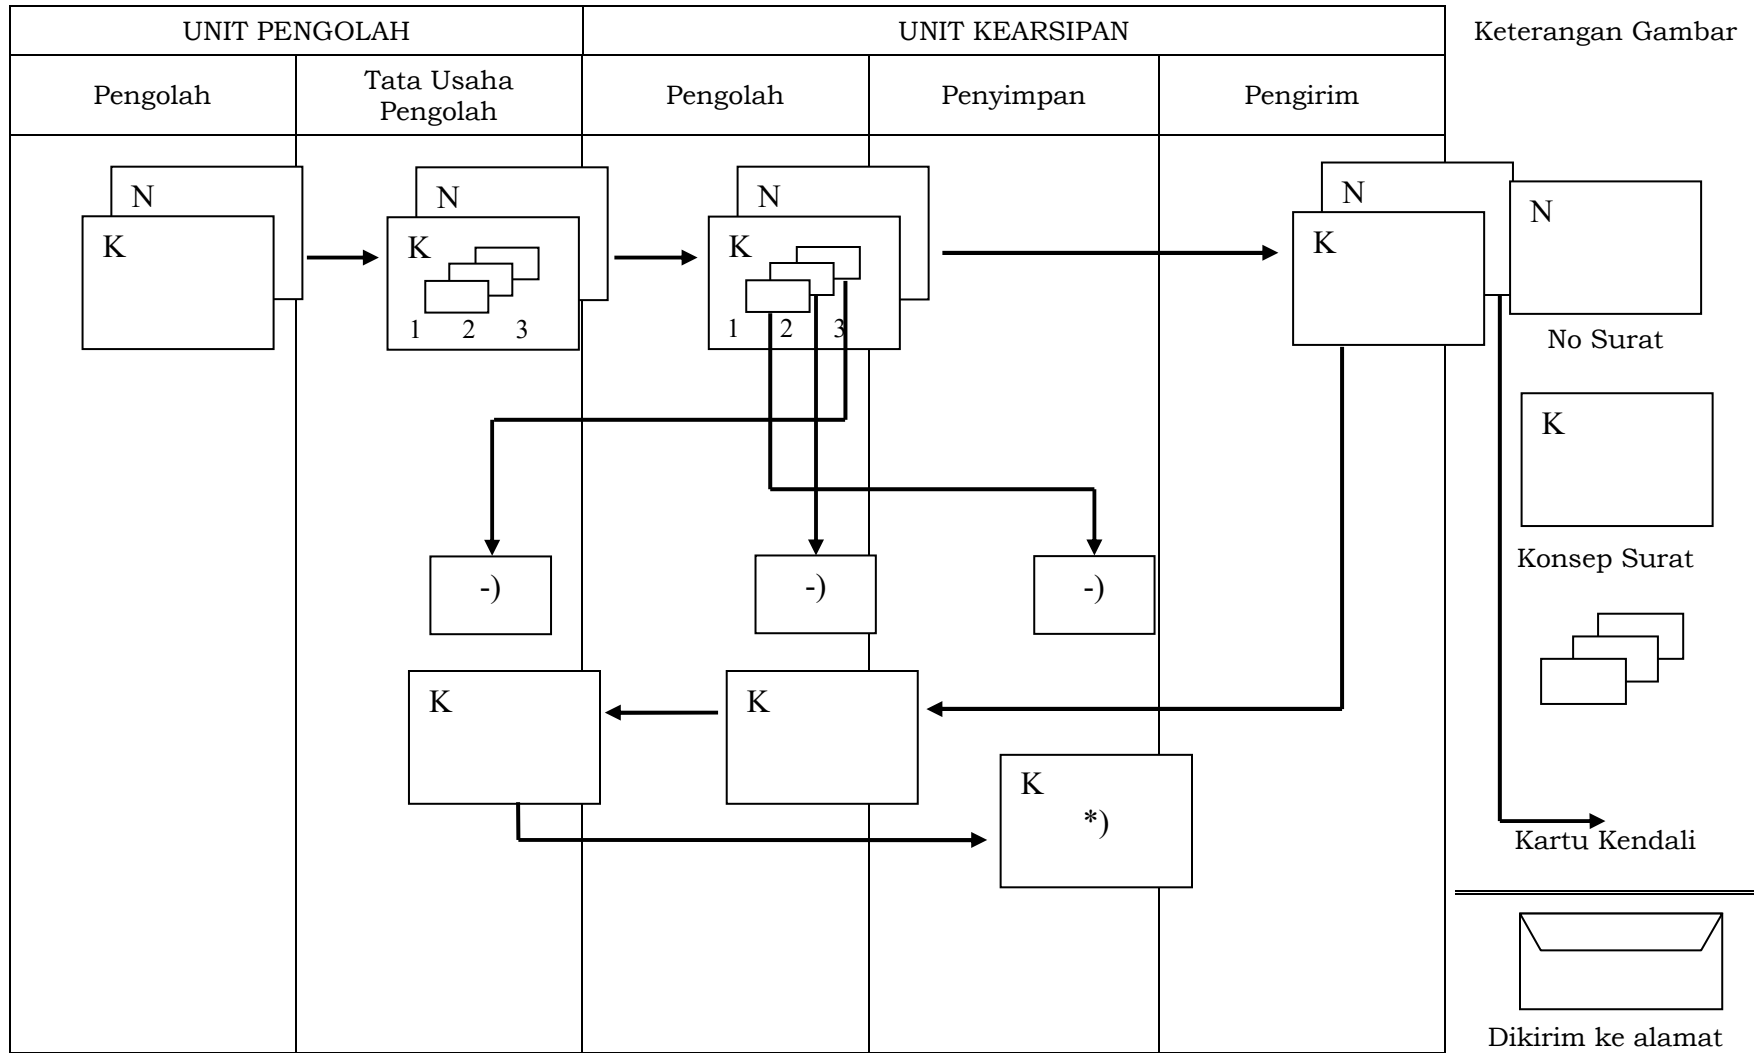 UNIT PENGOLAH
UNIT KEARSIPAN
Keterangan Gambar
Pengolah
Tata Usaha
Pengolah
Pengolah
Penyimpan
Pengirim
N
K
N
K
1 2 3
N
K
1 2 3
N
K
N
No Surat
K
Konsep Surat
-)
-)
-)
K
K
K
*)
Kartu Kendali
Dikirim ke alamat